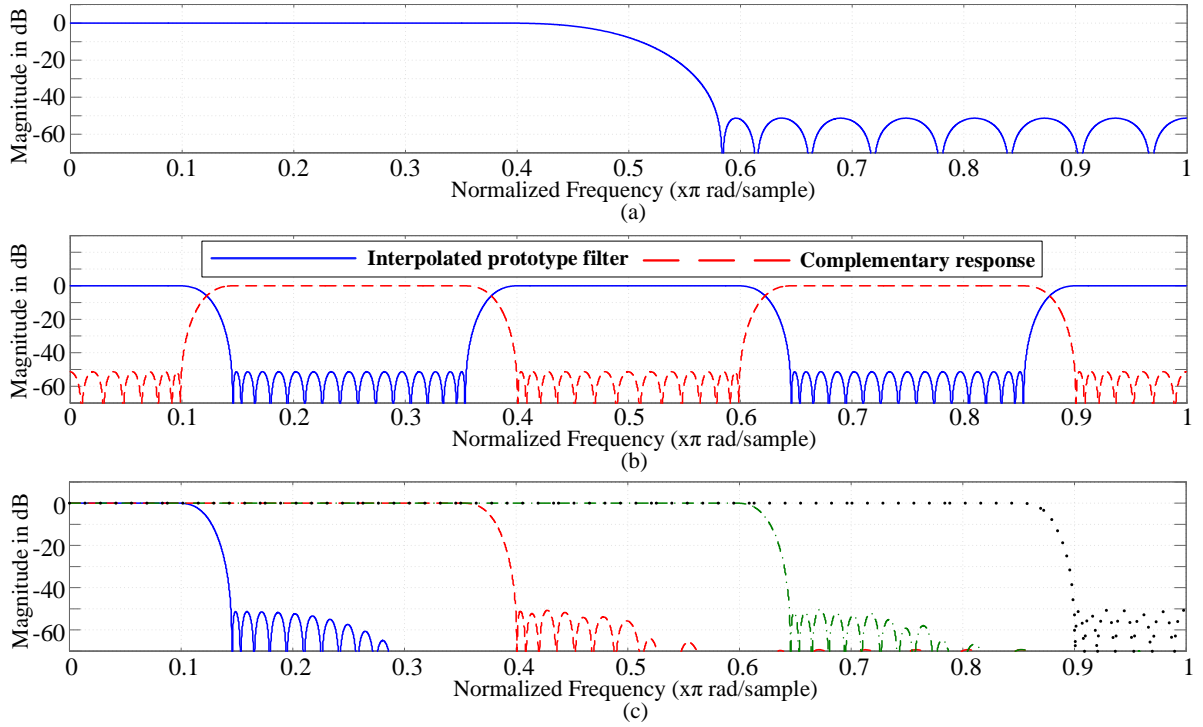 Magnitude in dB
0
-20
-40
-60
0 0.1 0.2 0.3 0.4 0.5 0.6 0.7 0.8 0.9 1
Normalized Frequency (xπ rad/sample)
(a)
Interpolated prototype filter Complementary response
Magnitude in dB
0
-20
-40
-60
0 0.1 0.2 0.3 0.4 0.5 0.6 0.7 0.8 0.9 1
Normalized Frequency (xπ rad/sample)
(b)
Magnitude in dB
0
-20
-40
-60
0 0.1 0.2 0.3 0.4 0.5 0.6 0.7 0.8 0.9 1
Normalized Frequency (xπ rad/sample)
(c)